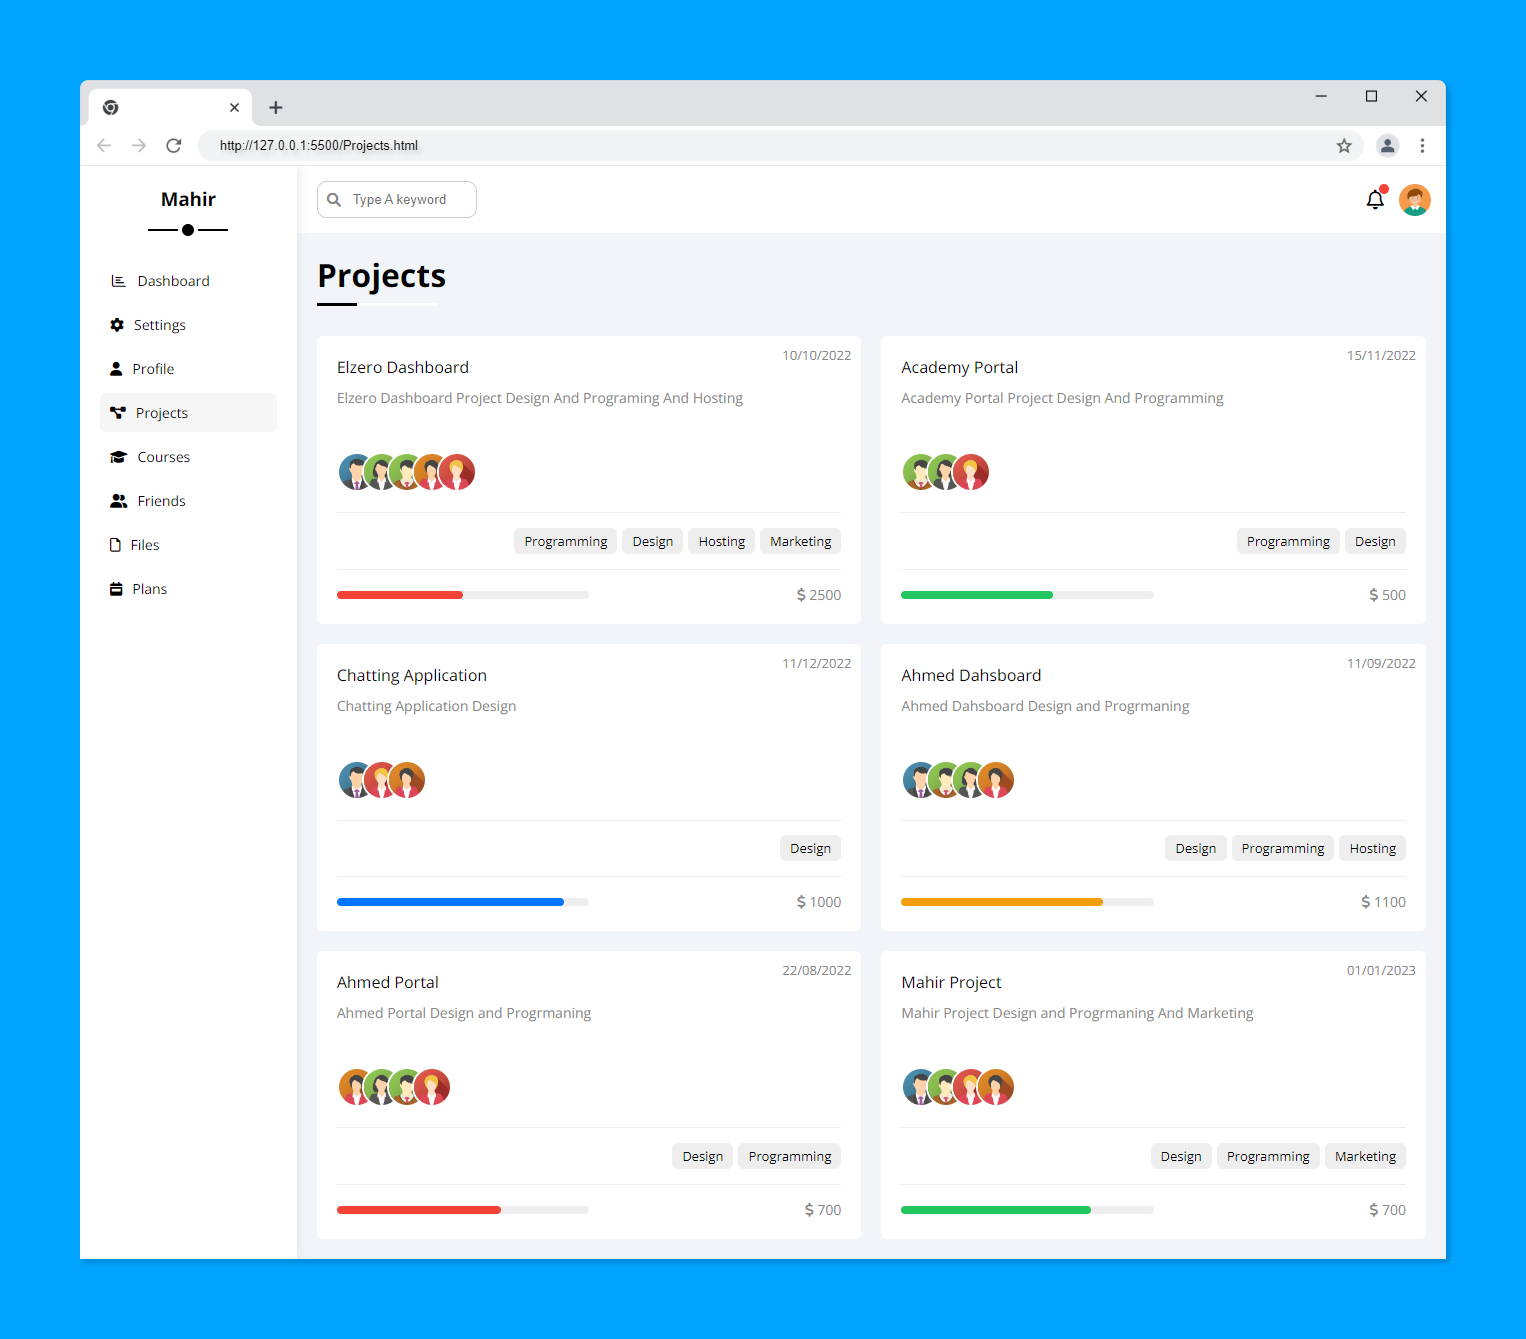 http://127.0.0.1:5500/Projects.html
Mahir
Type A keyword
Dashboard
Settings
Profile
Projects
Courses
Friends
Files
Plans
Projects
10/10/2022
Elzero Dashboard
Elzero Dashboard Project Design And Programing And Hosting
Programming Design Hosting Marketing
$ 2500
15/11/2022
Academy Portal
Academy Portal Project Design And Programming
Programming Design
$ 500
11/12/2022
Chatting Application
Chatting Application Design
Design
$ 1000
11/09/2022
Ahmed Dahsboard
Ahmed Dahsboard Design and Progrmaning
Design Programming Hosting
$ 1100
22/08/2022
Ahmed Portal
Ahmed Portal Design and Progrmaning
Design Programming
$ 700
01/01/2023
Mahir Project
Mahir Project Design and Progrmaning And Marketing
Design Programming Marketing
$ 700